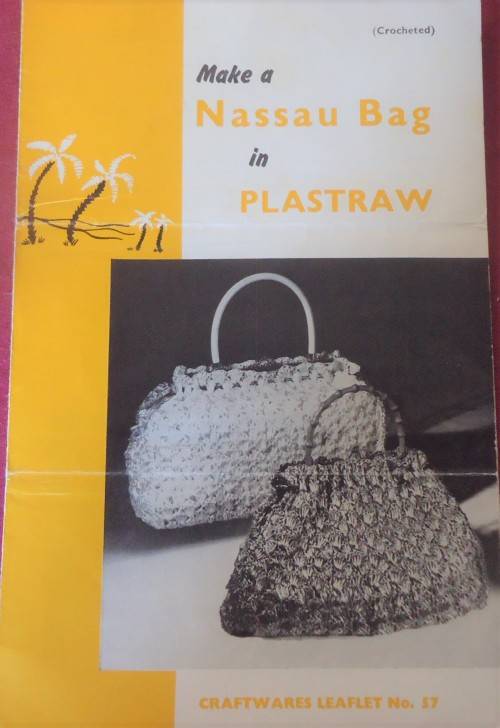 (Crocheted)
Make a
Nassau Bag
in
PLASTRAW
CRAFTWARES LEAFLET No. 57